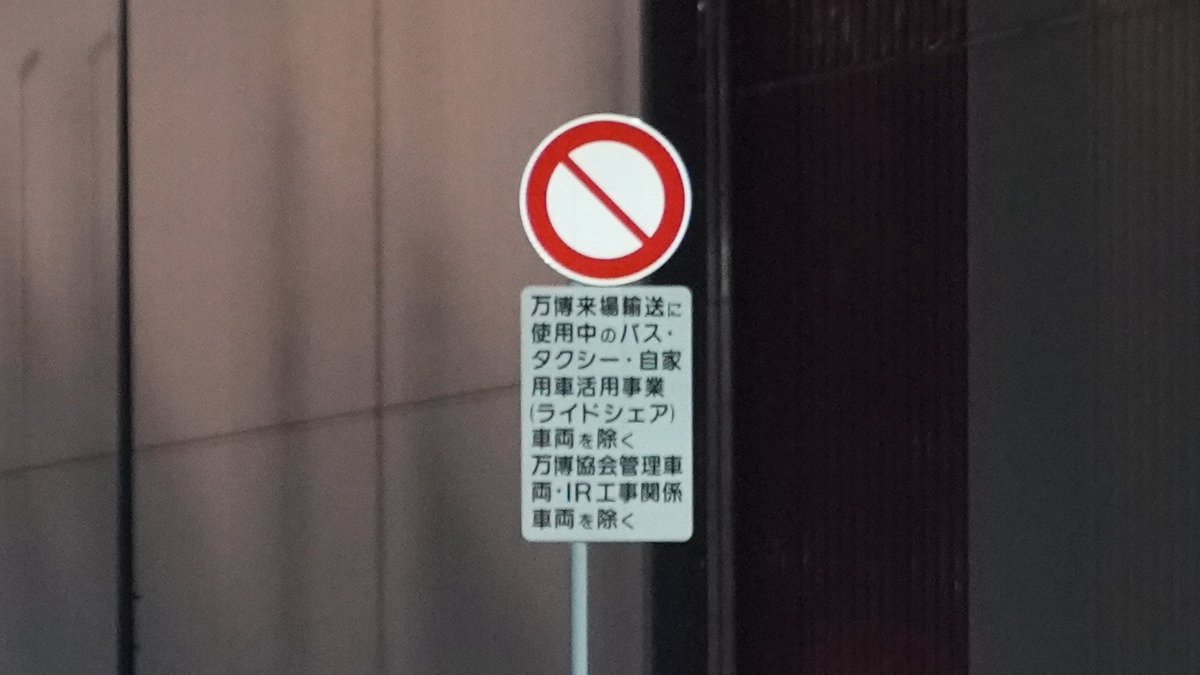 万博来場輸送に
使用中のバス・
タクシー・自家
用車活用事業
(ライドシェア)
車両を除く
万博協会管理車
両・IR工事関係
車両を除く